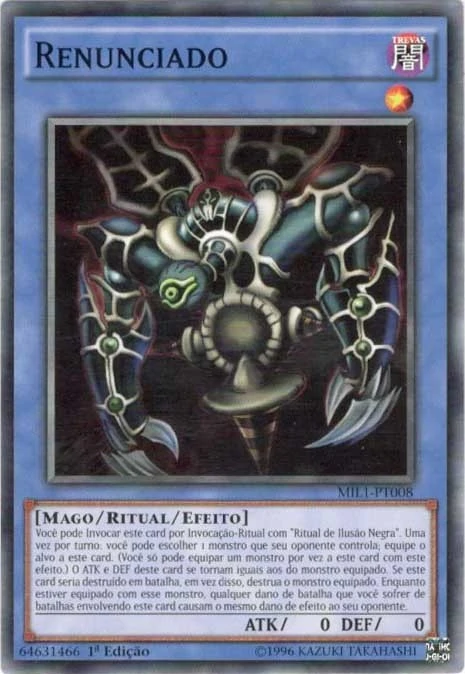 RENUNCIADO
TREVAS
闇
MIL1-PT008
[MAGO/RITUAL/EFEITO]
Você pode Invocar este card por Invocação-Ritual com "Ritual de Ilusão Negra". Uma
vez por turno: você pode escolher 1 monstro que seu oponente controla; equipe o
alvo a este card. (Você só pode equipar um monstro por vez a este card com este
efeito.) O ATK e DEF deste card se tornam iguais aos do monstro equipado. Se este
card seria destruído em batalha, em vez disso, destrua o monstro equipado. Enquanto
estiver equipado com esse monstro, qualquer dano de batalha que você sofrer de
batalhas envolvendo este card causam o mesmo dano de efeito ao seu oponente.
ATK/ 0 DEF/ 0
64631466 1ª Edição ©1996 KAZUKI TAKAHASHI